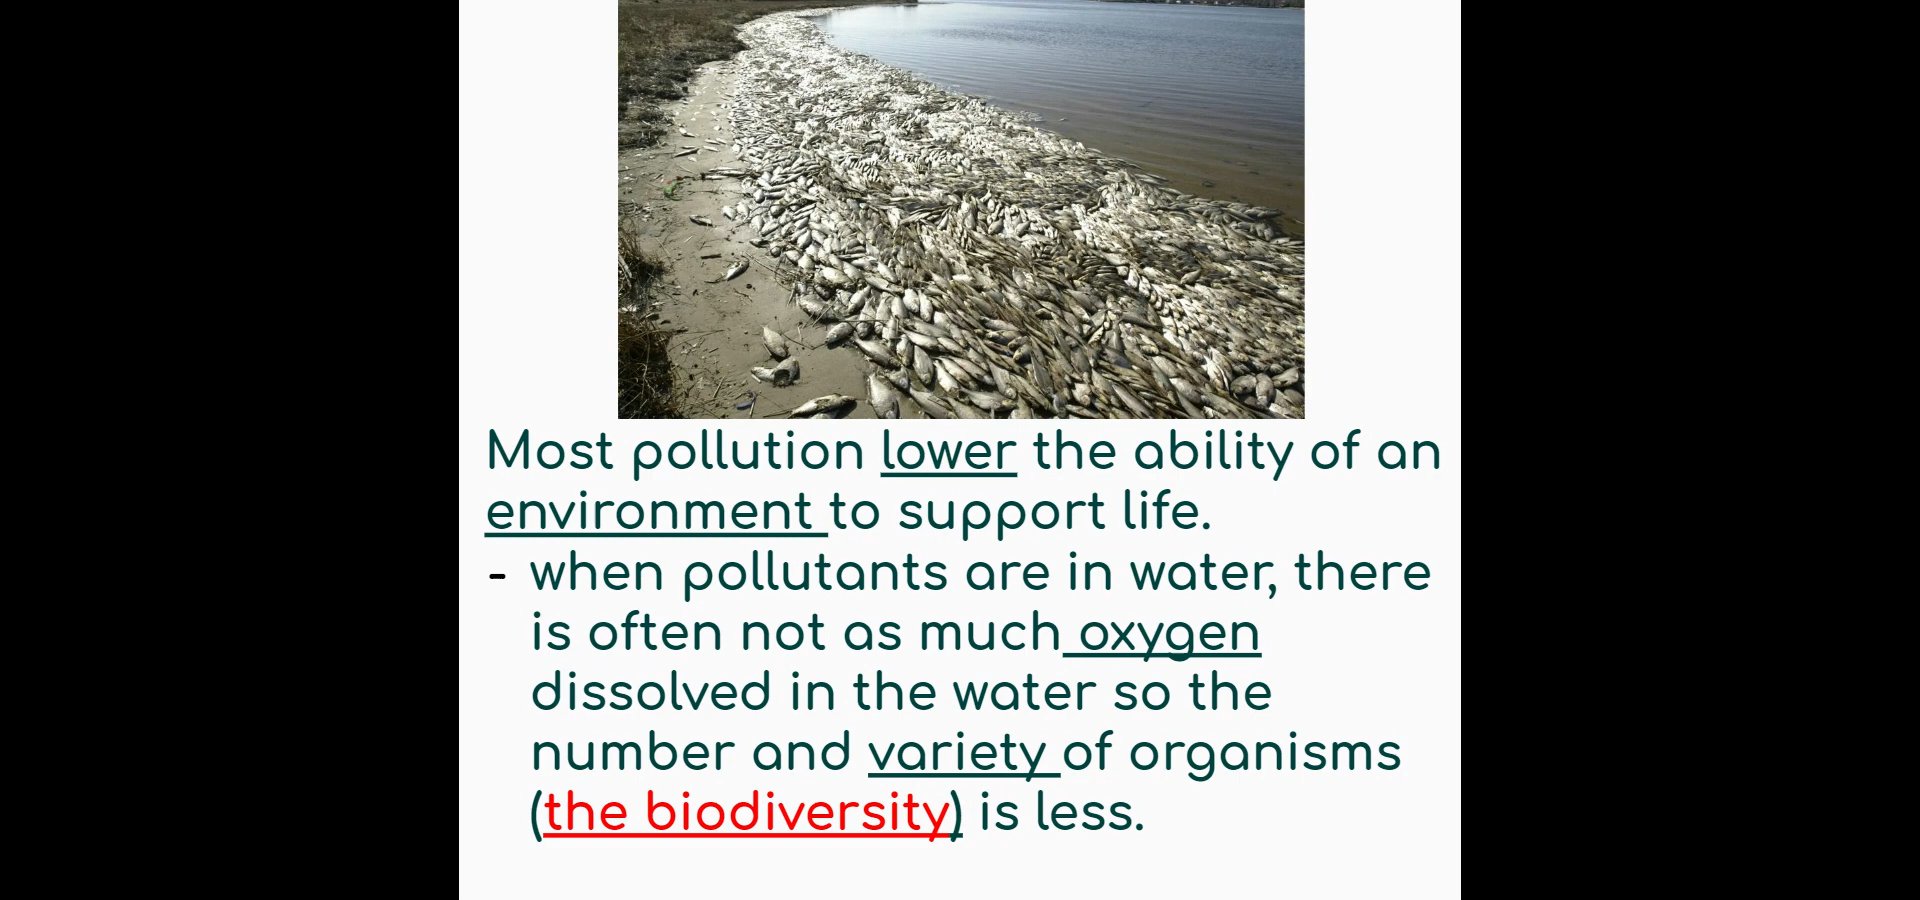 Most pollution lower the ability of an
environment to support life.
- when pollutants are in water, there
is often not as much oxygen
dissolved in the water so the
number and variety of organisms
(the biodiversity) is less.